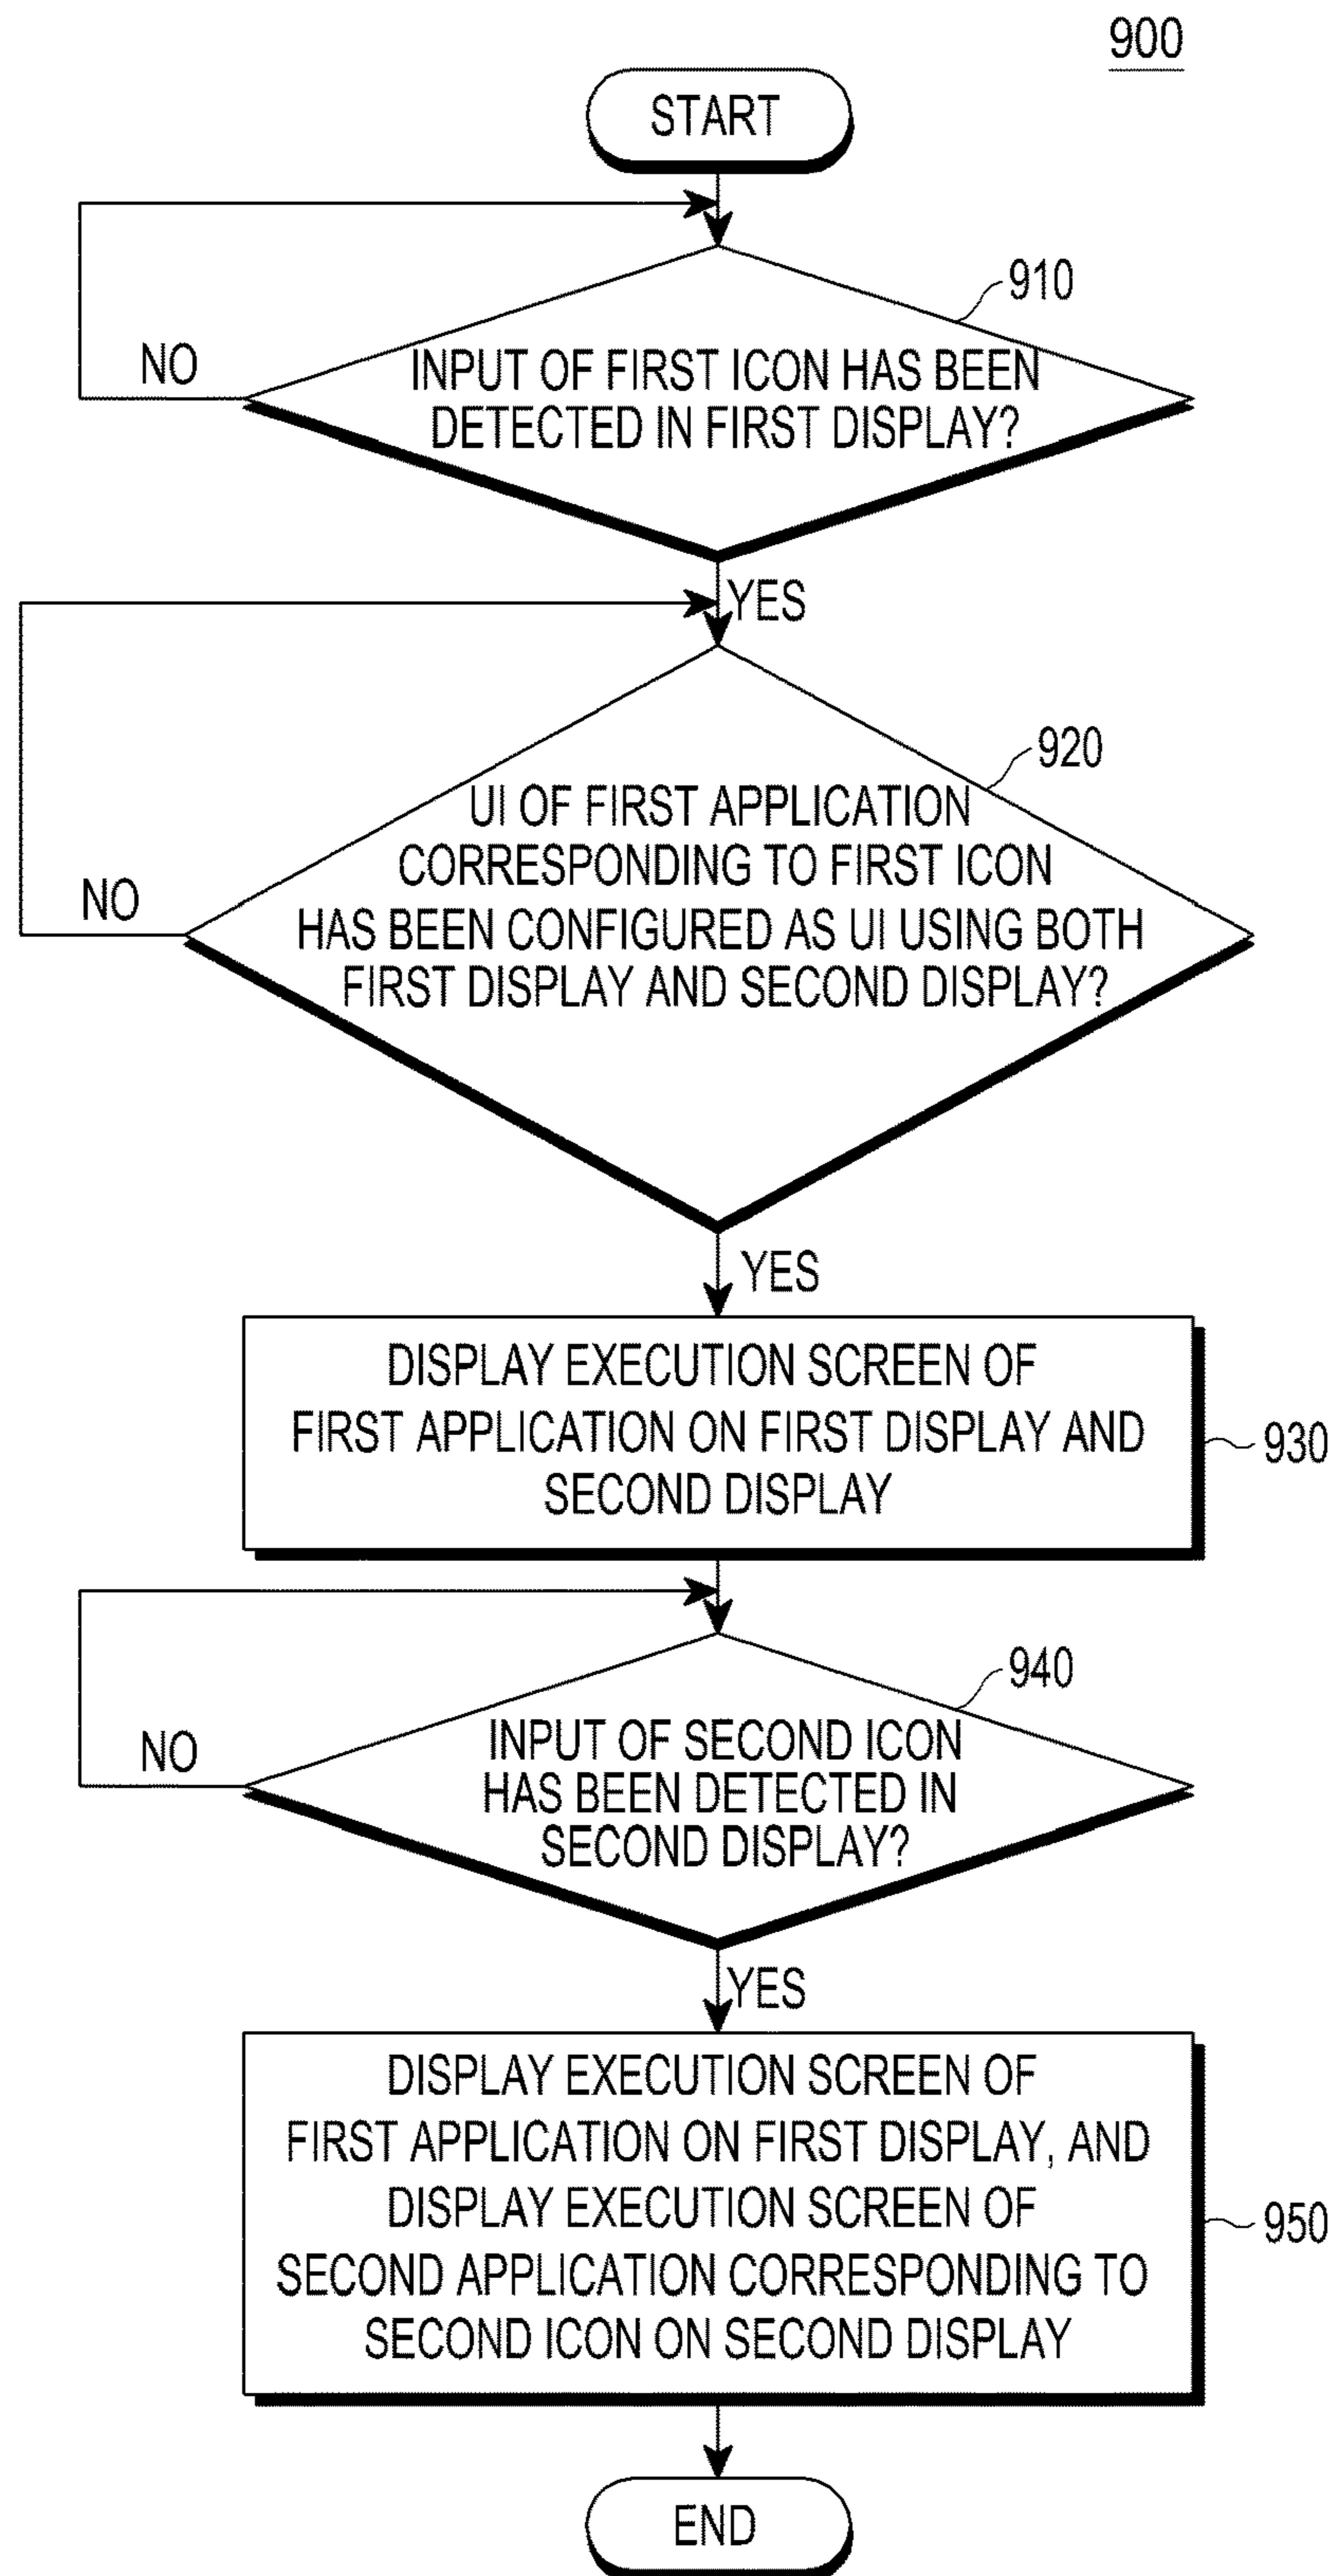 900
START
910
NO
INPUT OF FIRST ICON HAS BEEN
DETECTED IN FIRST DISPLAY?
YES
920
UI OF FIRST APPLICATION
CORRESPONDING TO FIRST ICON
NO
HAS BEEN CONFIGURED AS UI USING BOTH
FIRST DISPLAY AND SECOND DISPLAY?
YES
DISPLAY EXECUTION SCREEN OF
FIRST APPLICATION ON FIRST DISPLAY AND
SECOND DISPLAY
930
940
INPUT OF SECOND ICON
NO
HAS BEEN DETECTED IN
SECOND DISPLAY?
YES
DISPLAY EXECUTION SCREEN OF
FIRST APPLICATION ON FIRST DISPLAY, AND
DISPLAY EXECUTION SCREEN OF
SECOND APPLICATION CORRESPONDING TO
SECOND ICON ON SECOND DISPLAY
950
END